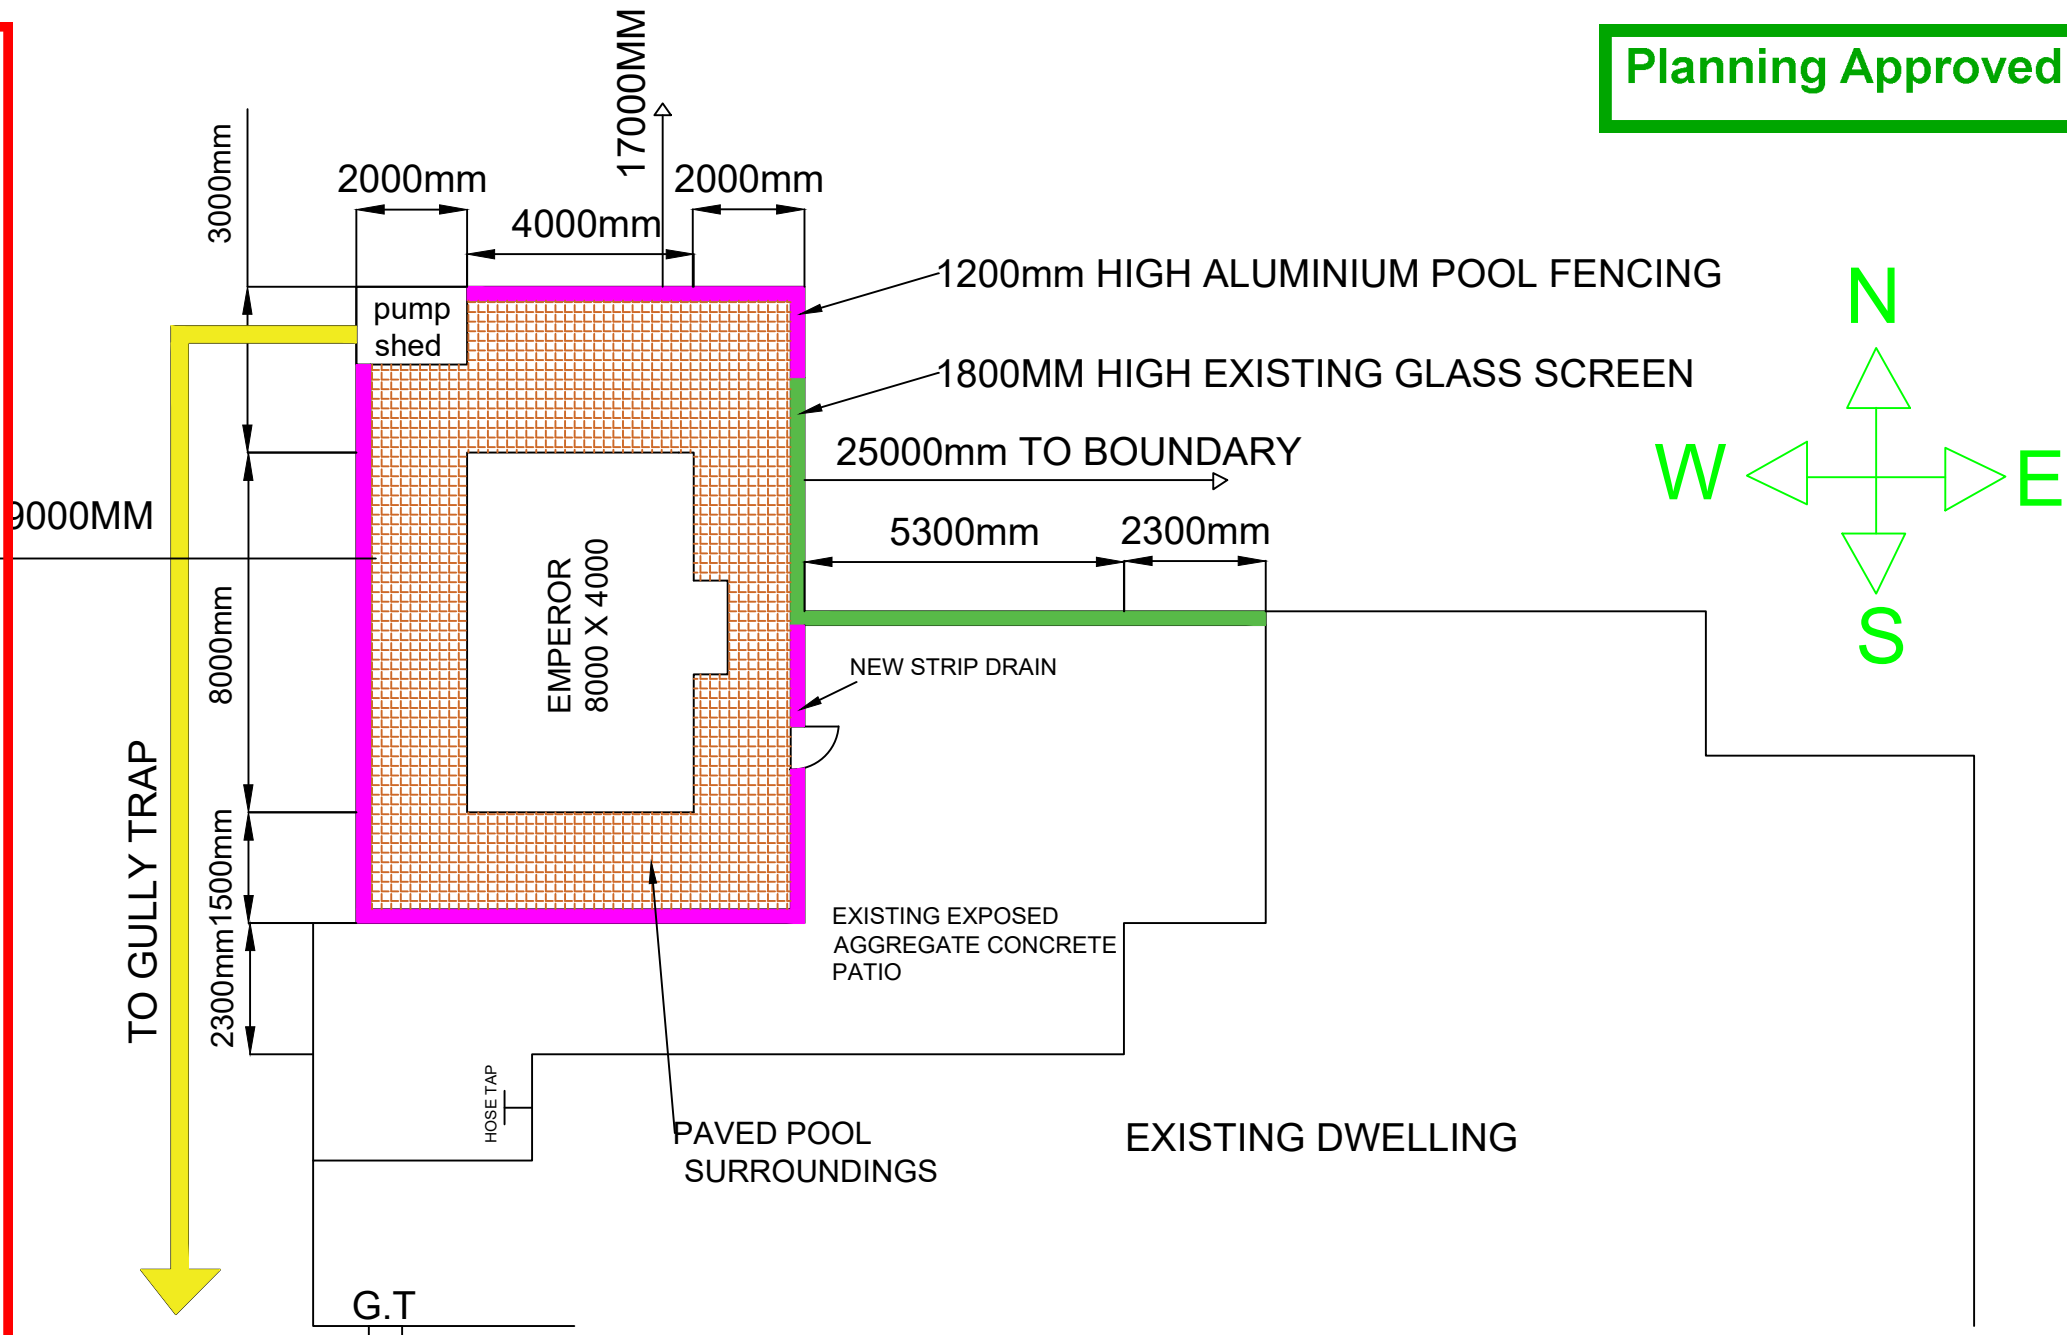 17000MM
Planning Approved
3000mm
2000mm
2000mm
4000mm
1200mm HIGH ALUMINIUM POOL FENCING
N
pump
shed
1800MM HIGH EXISTING GLASS SCREEN
25000mm TO BOUNDARY
W
E
9000MM
5300mm
2300mm
EMPEROR
8000 X 4000
8000mm
S
NEW STRIP DRAIN
TO GULLY TRAP
1500mm
EXISTING EXPOSED
AGGREGATE CONCRETE
PATIO
2300mm
HOSE TAP
PAVED POOL
SURROUNDINGS
EXISTING DWELLING
G.T